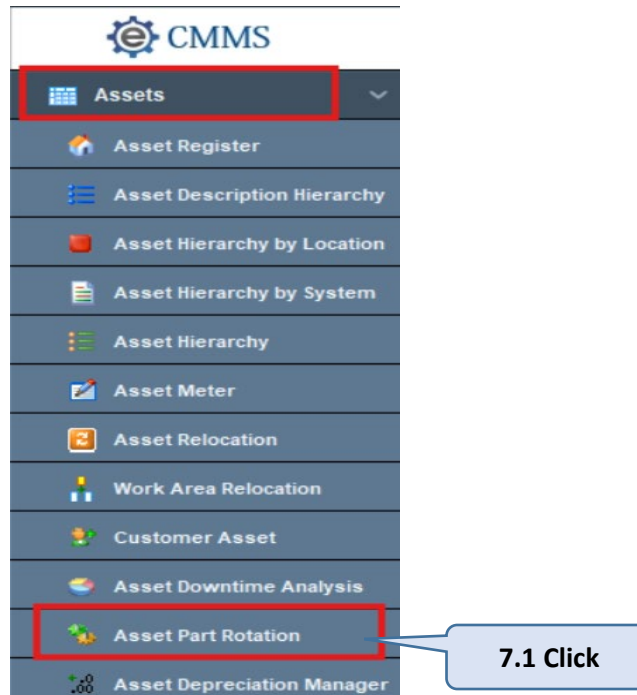 CMMS
Assets
Asset Register
Asset Description Hierarchy
Asset Hierarchy by Location
Asset Hierarchy by System
Asset Hierarchy
Asset Meter
Asset Relocation
Work Area Relocation
Customer Asset
Asset Downtime Analysis
Asset Part Rotation
7.1 Click
Asset Depreciation Manager